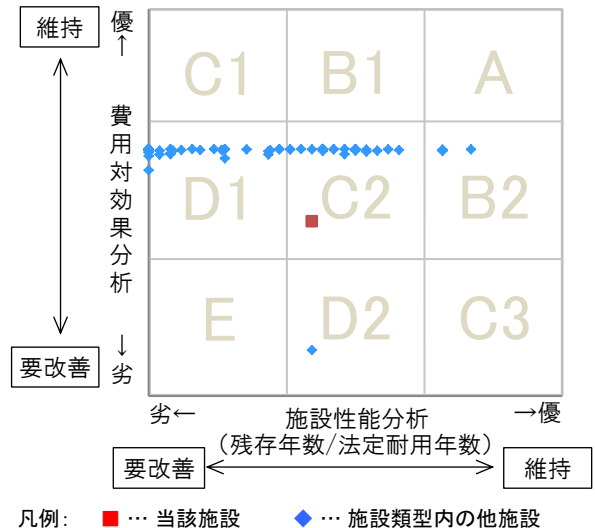 維持
優←
C1 B1 A
費用対効果分析
D1 C2 B2
E D2 C3
→劣
要改善
劣← 施設性能分析 →優
(残存年数/法定耐用年数)
要改善 維持
凡例: ■ … 当該施設 ◆ … 施設類型内の他施設